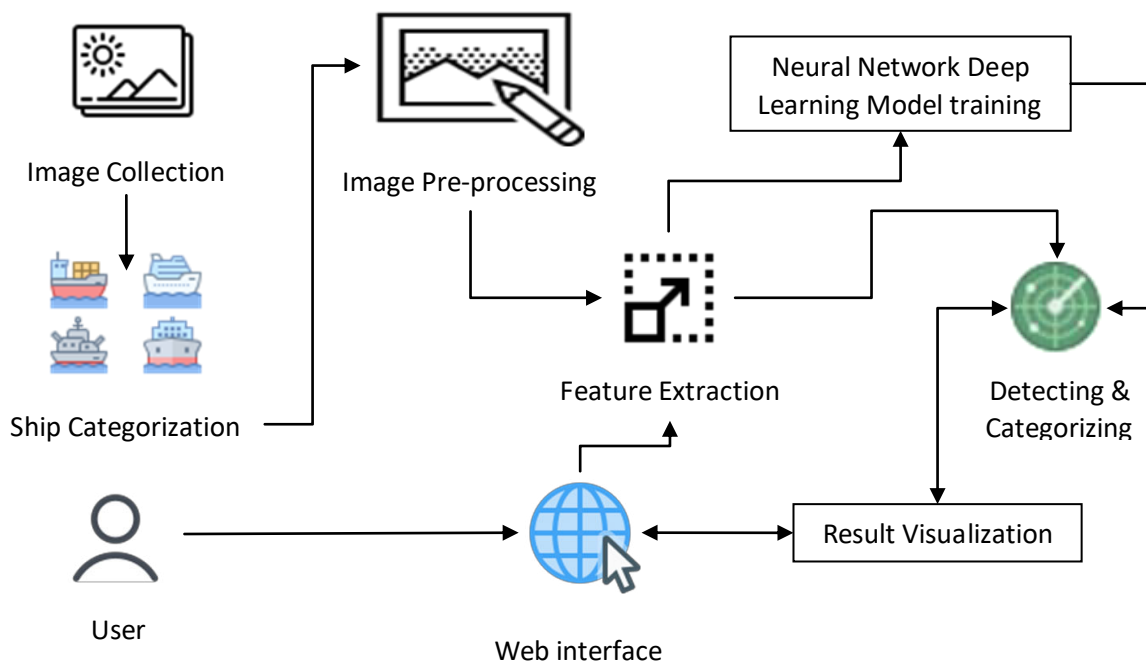 Neural Network Deep
Learning Model training
Image Collection
Image Pre-processing
Feature Extraction
Detecting &
Categorizing
Ship Categorization
Result Visualization
User
Web interface